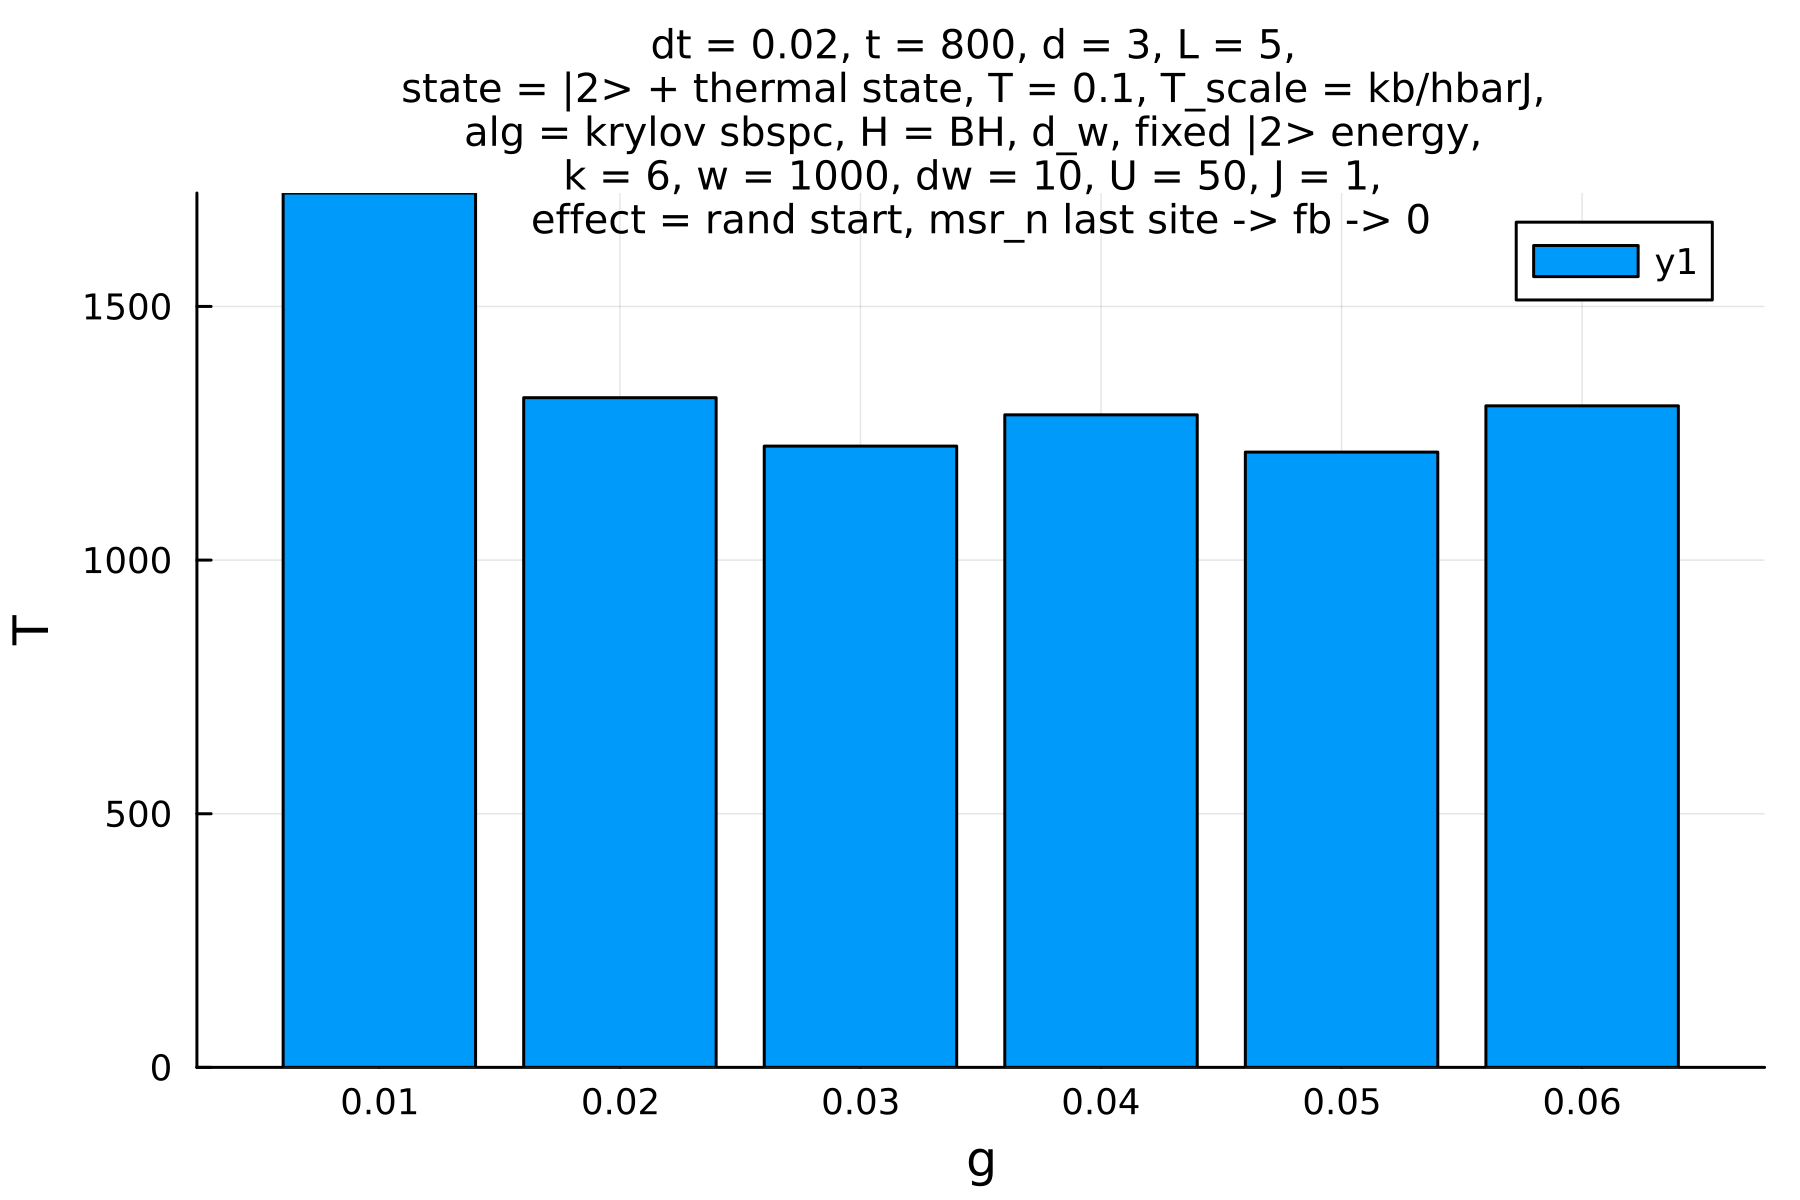 dt = 0.02, t = 800, d = 3, L = 5,
state = |2> + thermal state, T = 0.1, T_scale = kb/hbarJ,
alg = krylov sbspc, H = BH, d_w, fixed |2> energy,
k = 6, w = 1000, dw = 10, U = 50, J = 1,
effect = rand start, msr_n last site -> fb -> 0
y1
1500
1000
500
0
T
0.01 0.02 0.03 0.04 0.05 0.06
g